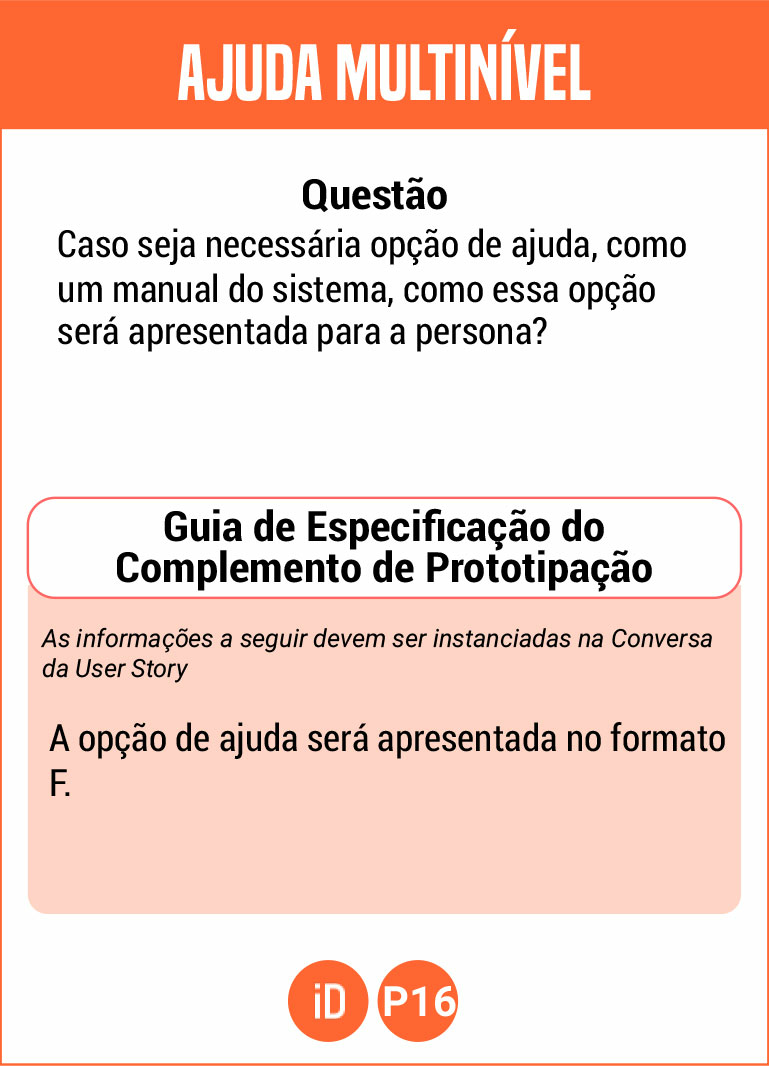 AJUDA MULTINÍVEL
Questão
Caso seja necessária opção de ajuda, como
um manual do sistema, como essa opção
será apresentada para a persona?
Guia de Especificação do
Complemento de Prototipação
As informações a seguir devem ser instanciadas na Conversa
da User Story
A opção de ajuda será apresentada no formato
F.
iD P16